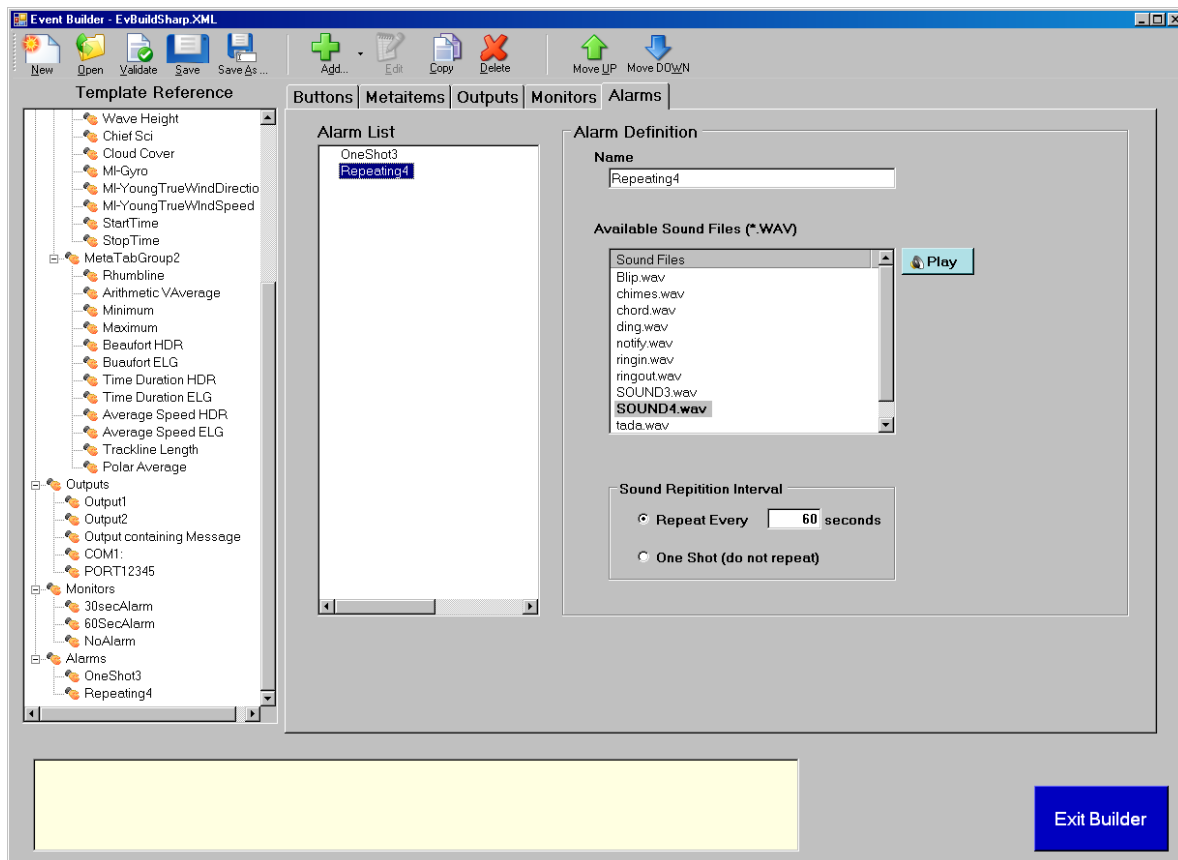 Event Builder - EvBuildSharp.XML
New
Open
Validate
Save
Save As ...
Add...
Edit
Copy
Delete
Move UP
Move DOWN
Template Reference
Wave Height
Chief Sci
Cloud Cover
MI-Gyro
MI-YoungTrueWindDirectio
MI-YoungTrueWIndSpeed
StartTime
StopTime
MetaTabGroup2
Rhumbline
Arithmetic VAverage
Minimum
Maximum
Beaufort HDR
Buaufort ELG
Time Duration HDR
Time Duration ELG
Average Speed HDR
Average Speed ELG
Trackline Length
Polar Average
Outputs
Output1
Output2
Output containing Message
COM1:
PORT12345
Monitors
30secAlarm
60SecAlarm
NoAlarm
Alarms
OneShot3
Repeating4
Buttons
Metaitems
Outputs
Monitors
Alarms
Alarm List
OneShot3
Repeating4
Alarm Definition
Name
Repeating4
Available Sound Files (*.WAV)
Sound Files
Blip.wav
chimes.wav
chord.wav
ding.wav
notify.wav
ringin.wav
ringout.wav
SOUND3.wav
SOUND4.wav
tada.wav
Play
Sound Repitition Interval
Repeat Every 60 seconds
One Shot (do not repeat)
Exit Builder